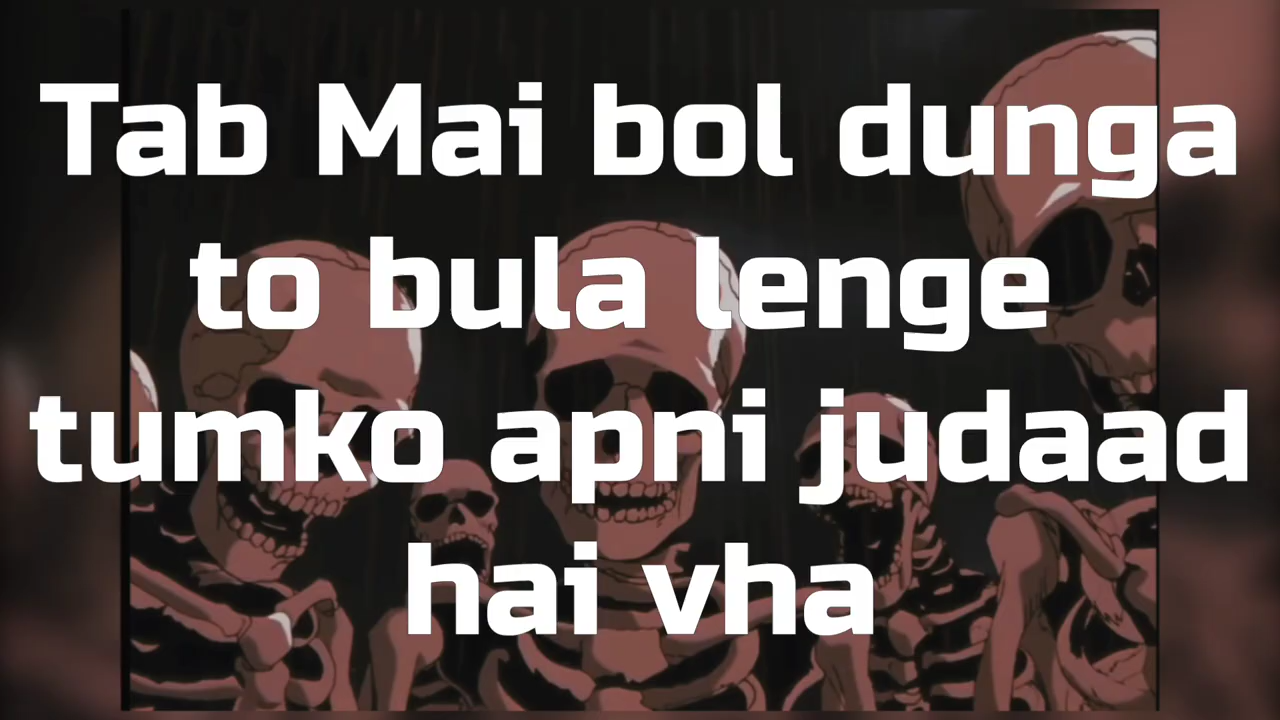 Tab Mai bol dunga
to bula lenge
tumko apni judaad
hai vha